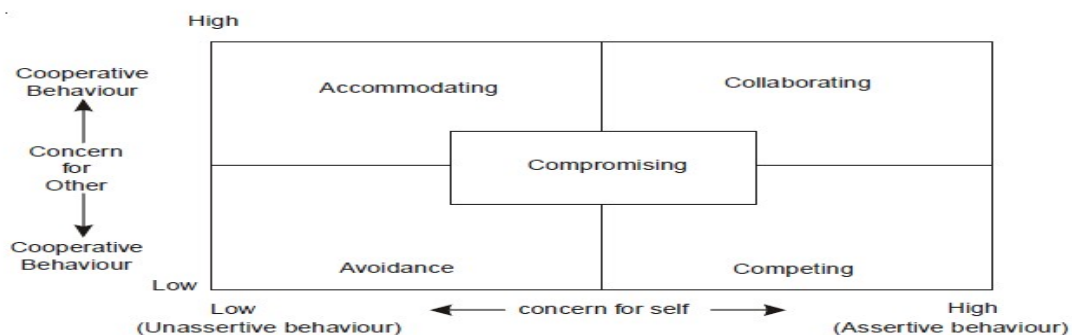 High
Cooperative
Behaviour
Accommodating
Collaborating
Concern
for
Other
Compromising
Cooperative
Behaviour
Avoidance
Competing
Low
Low
concern for self
High
(Unassertive behaviour)
(Assertive behaviour)